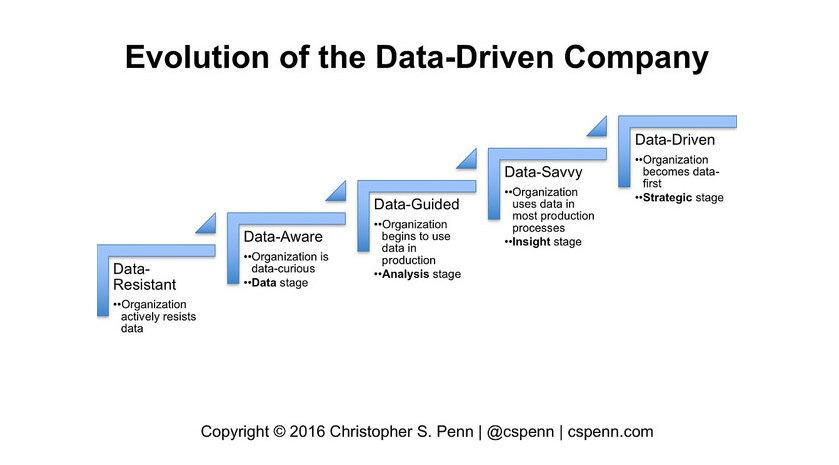 Evolution of the Data-Driven Company
Data-
Resistant
••Organization
actively resists
data
Data-Aware
••Organization is
data-curious
••Data stage
Data-Guided
••Organization
begins to use
data in
production
••Analysis stage
Data-Savvy
••Organization
uses data in
most production
processes
••Insight stage
Data-Driven
••Organization
becomes data-
first
••Strategic stage
Copyright © 2016 Christopher S. Penn | @cspenn | cspenn.com